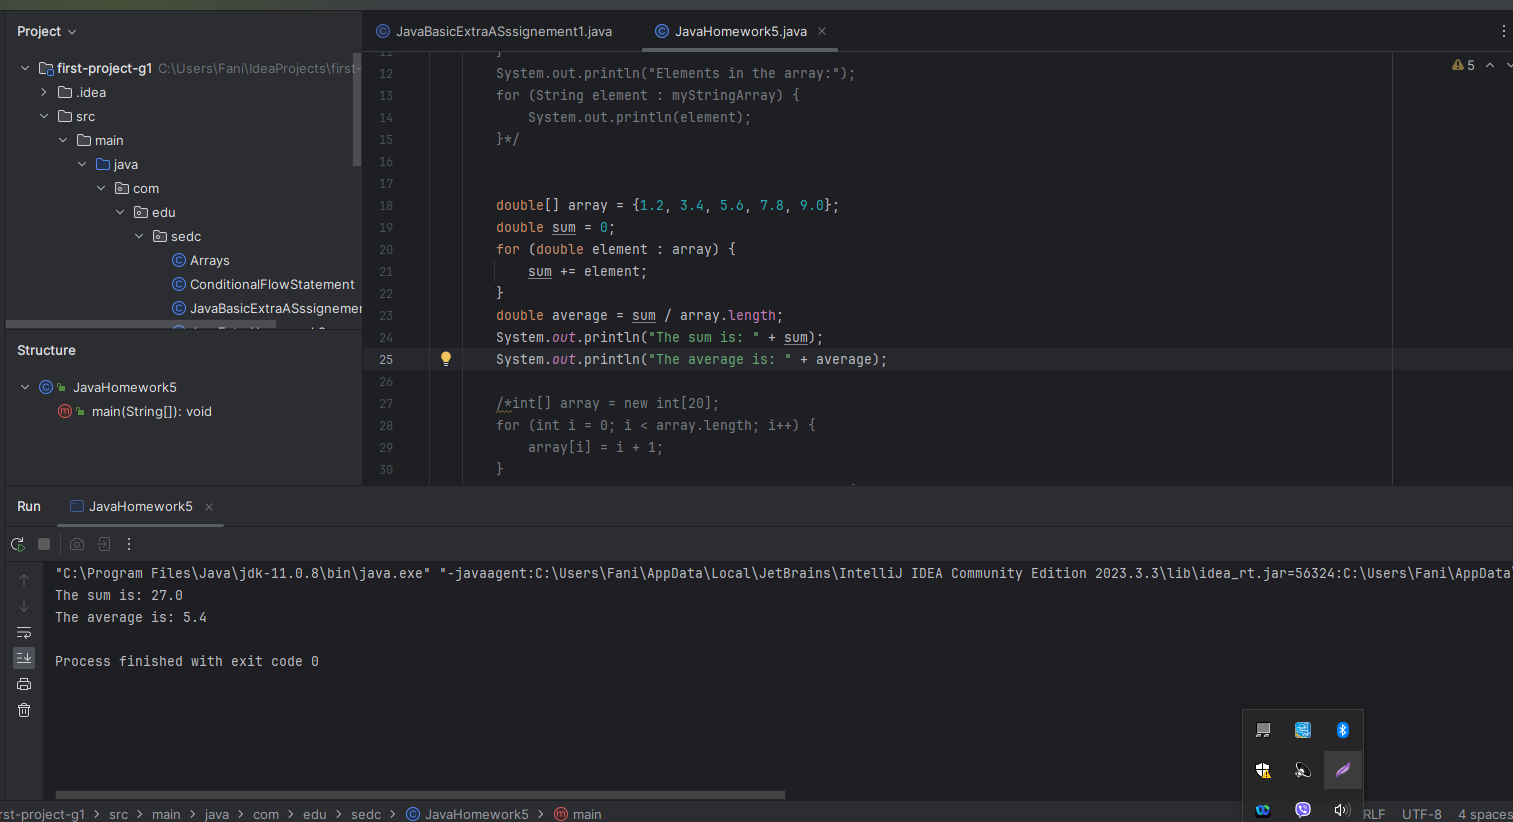 Project
JavaBasicExtraASssignement1.java
JavaHomework5.java
first-project-g1 C:\Users\Fani\IdeaProjects\first-
.idea
src
main
java
com
edu
sedc
Arrays
ConditionalFlowStatement
JavaBasicExtraASssignemen
Structure
JavaHomework5
main(String[]): void
5
11 }
12 System.out.println("Elements in the array:");
13 for (String element : myStringArray) {
14 System.out.println(element);
15 }*/
16
17
18 double[] array = {1.2, 3.4, 5.6, 7.8, 9.0};
19 double sum = 0;
20 for (double element : array) {
21 sum += element;
22 }
23 double average = sum / array.length;
24 System.out.println("The sum is: " + sum);
25 System.out.println("The average is: " + average);
26
27 /*int[] array = new int[20];
28 for (int i = 0; i < array.length; i++) {
29 array[i] = i + 1;
30 }
Run
JavaHomework5
"C:\Program Files\Java\jdk-11.0.8\bin\java.exe" "-javaagent:C:\Users\Fani\AppData\Local\JetBrains\IntelliJ IDEA Community Edition 2023.3.3\lib\idea_rt.jar=56324:C:\Users\Fani\AppData\
The sum is: 27.0
The average is: 5.4
Process finished with exit code 0
rst-project-g1 > src > main > java > com > edu > sedc > JavaHomework5 > main
RLF UTF-8 4 spaces